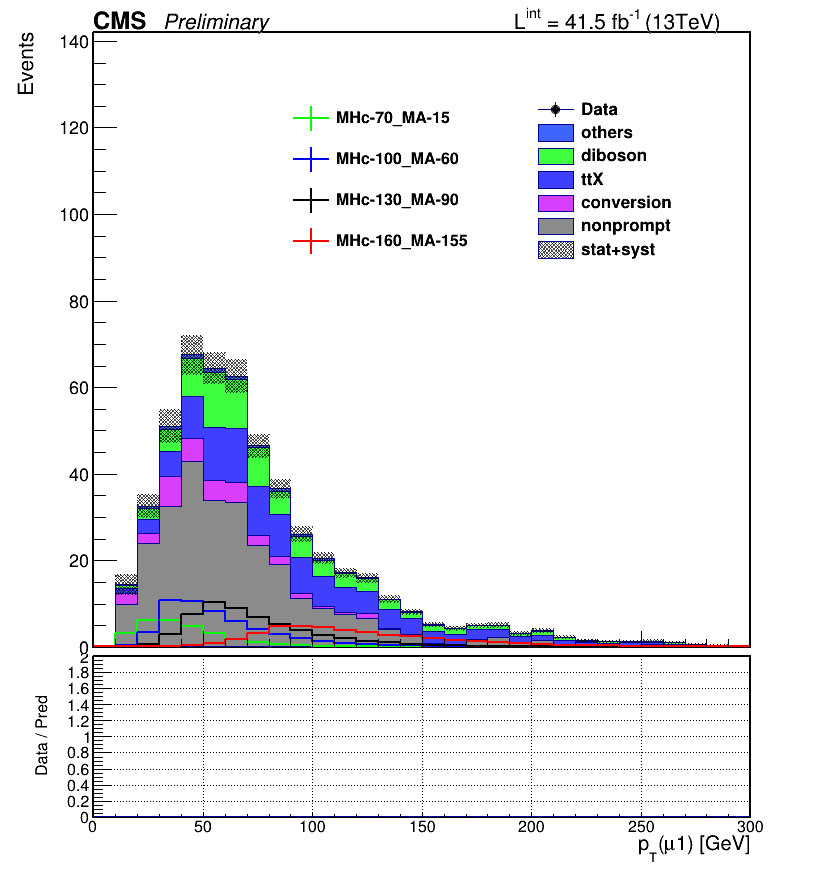 CMS Preliminary L^int = 41.5 fb^-1 (13TeV)
Events
140
120
100
80
60
40
20
0
MHc-70_MA-15
MHc-100_MA-60
MHc-130_MA-90
MHc-160_MA-155
Data
others
diboson
ttX
conversion
nonprompt
stat+syst
Data / Pred
2
1.8
1.6
1.4
1.2
1
0.8
0.6
0.4
0.2
0
0 50 100 150 200 250 300
p_T(μ1) [GeV]